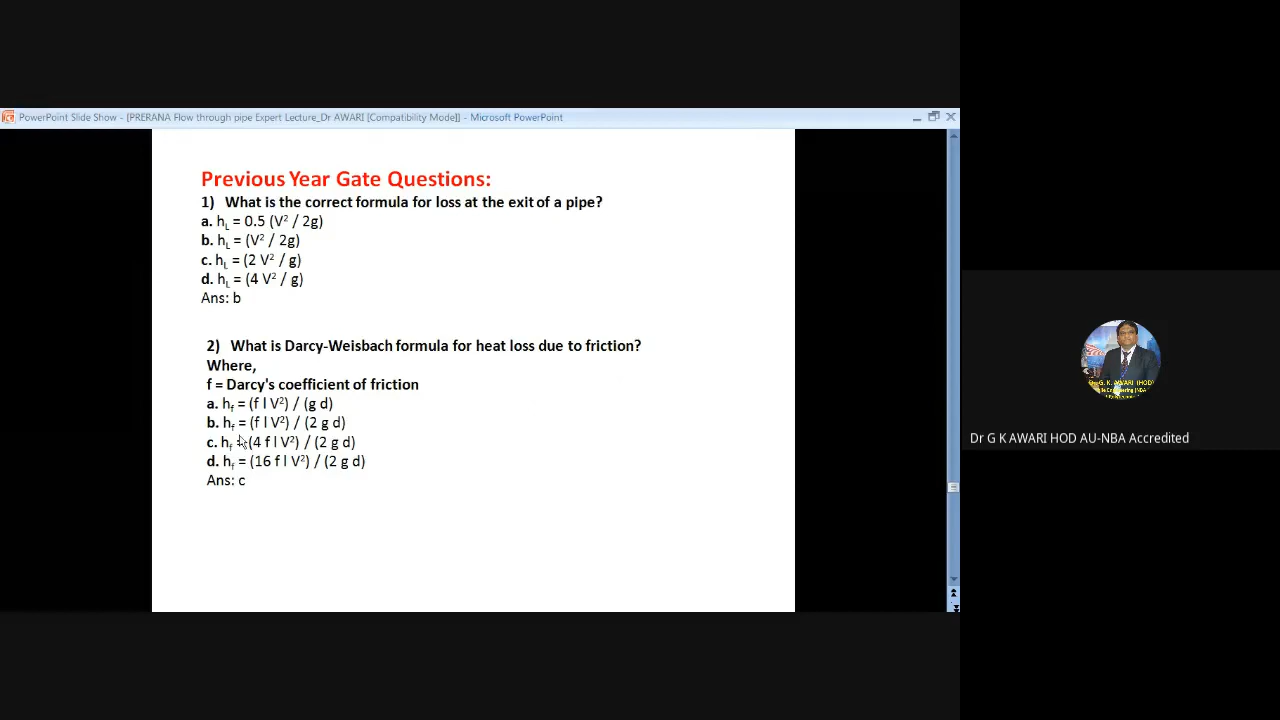 PowerPoint Slide Show - [PRERANA Flow through pipe Expert Lecture_Dr AWARI [Compatibility Mode]] - Microsoft PowerPoint
Previous Year Gate Questions:
1) What is the correct formula for loss at the exit of a pipe?
a. hL = 0.5 (V² / 2g)
b. hL = (V² / 2g)
c. hL = (2 V² / g)
d. hL = (4 V² / g)
Ans: b
2) What is Darcy-Weisbach formula for heat loss due to friction?
Where,
f = Darcy's coefficient of friction
a. hf = (f l V²) / (g d)
b. hf = (f l V²) / (2 g d)
c. hf = (4 f l V²) / (2 g d)
d. hf = (16 f l V²) / (2 g d)
Ans: c
Dr G. K. AWARI (HOD)
Dr G K AWARI HOD AU-NBA Accredited